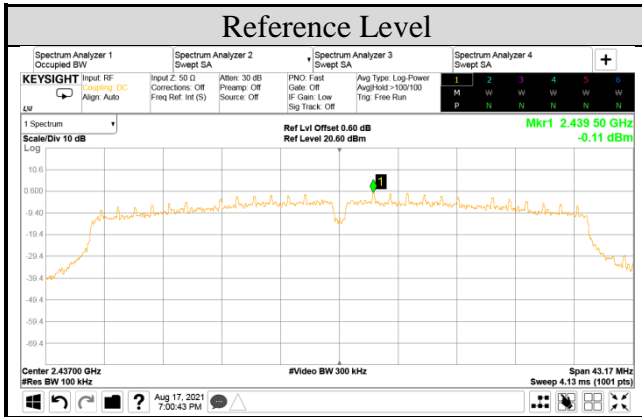 Reference Level
Spectrum Analyzer 1
Occupied BW
Spectrum Analyzer 2
Swept SA
Spectrum Analyzer 3
Swept SA
Spectrum Analyzer 4
Swept SA
+
KEYSIGHT
Input: RF
Coupling: DC
Align: Auto
Input Z: 50 Ω
Corrections: Off
Freq Ref: Int (S)
Atten: 30 dB
Preamp: Off
Source: Off
PNO: Fast
Gate: Off
IF Gain: Low
Sig Track: Off
Avg Type: Log-Power
Avg|Hold:>100/100
Trig: Free Run
1 2 3 4 5 6
M W W W W W
P N N N N N
1 Spectrum
Scale/Div 10 dB
Ref Lvl Offset 0.60 dB
Ref Level 20.60 dBm
Mkr1 2.439 50 GHz
-0.11 dBm
Log
10.6
0.600
-9.40
-19.4
-29.4
-39.4
-49.4
-59.4
-69.4
1
Center 2.43700 GHz
#Res BW 100 kHz
#Video BW 300 kHz
Span 43.17 MHz
Sweep 4.13 ms (1001 pts)
?
Aug 17, 2021
7:00:43 PM